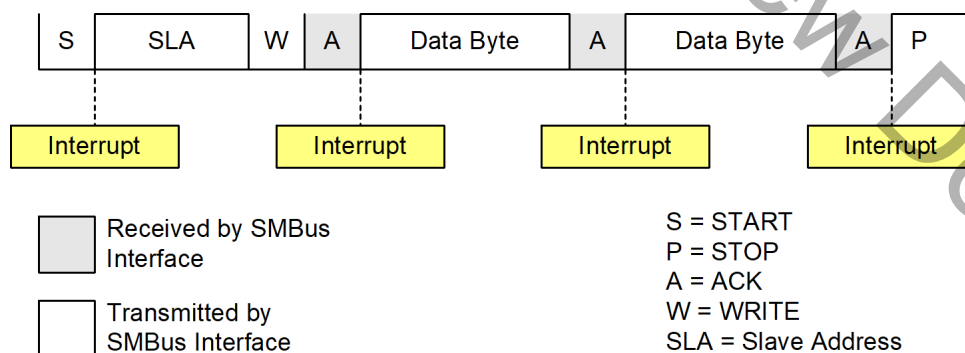 S SLA W A Data Byte A Data Byte A P
Interrupt Interrupt Interrupt Interrupt
Received by SMBus
Interface
Transmitted by
SMBus Interface
S = START
P = STOP
A = ACK
W = WRITE
SLA = Slave Address